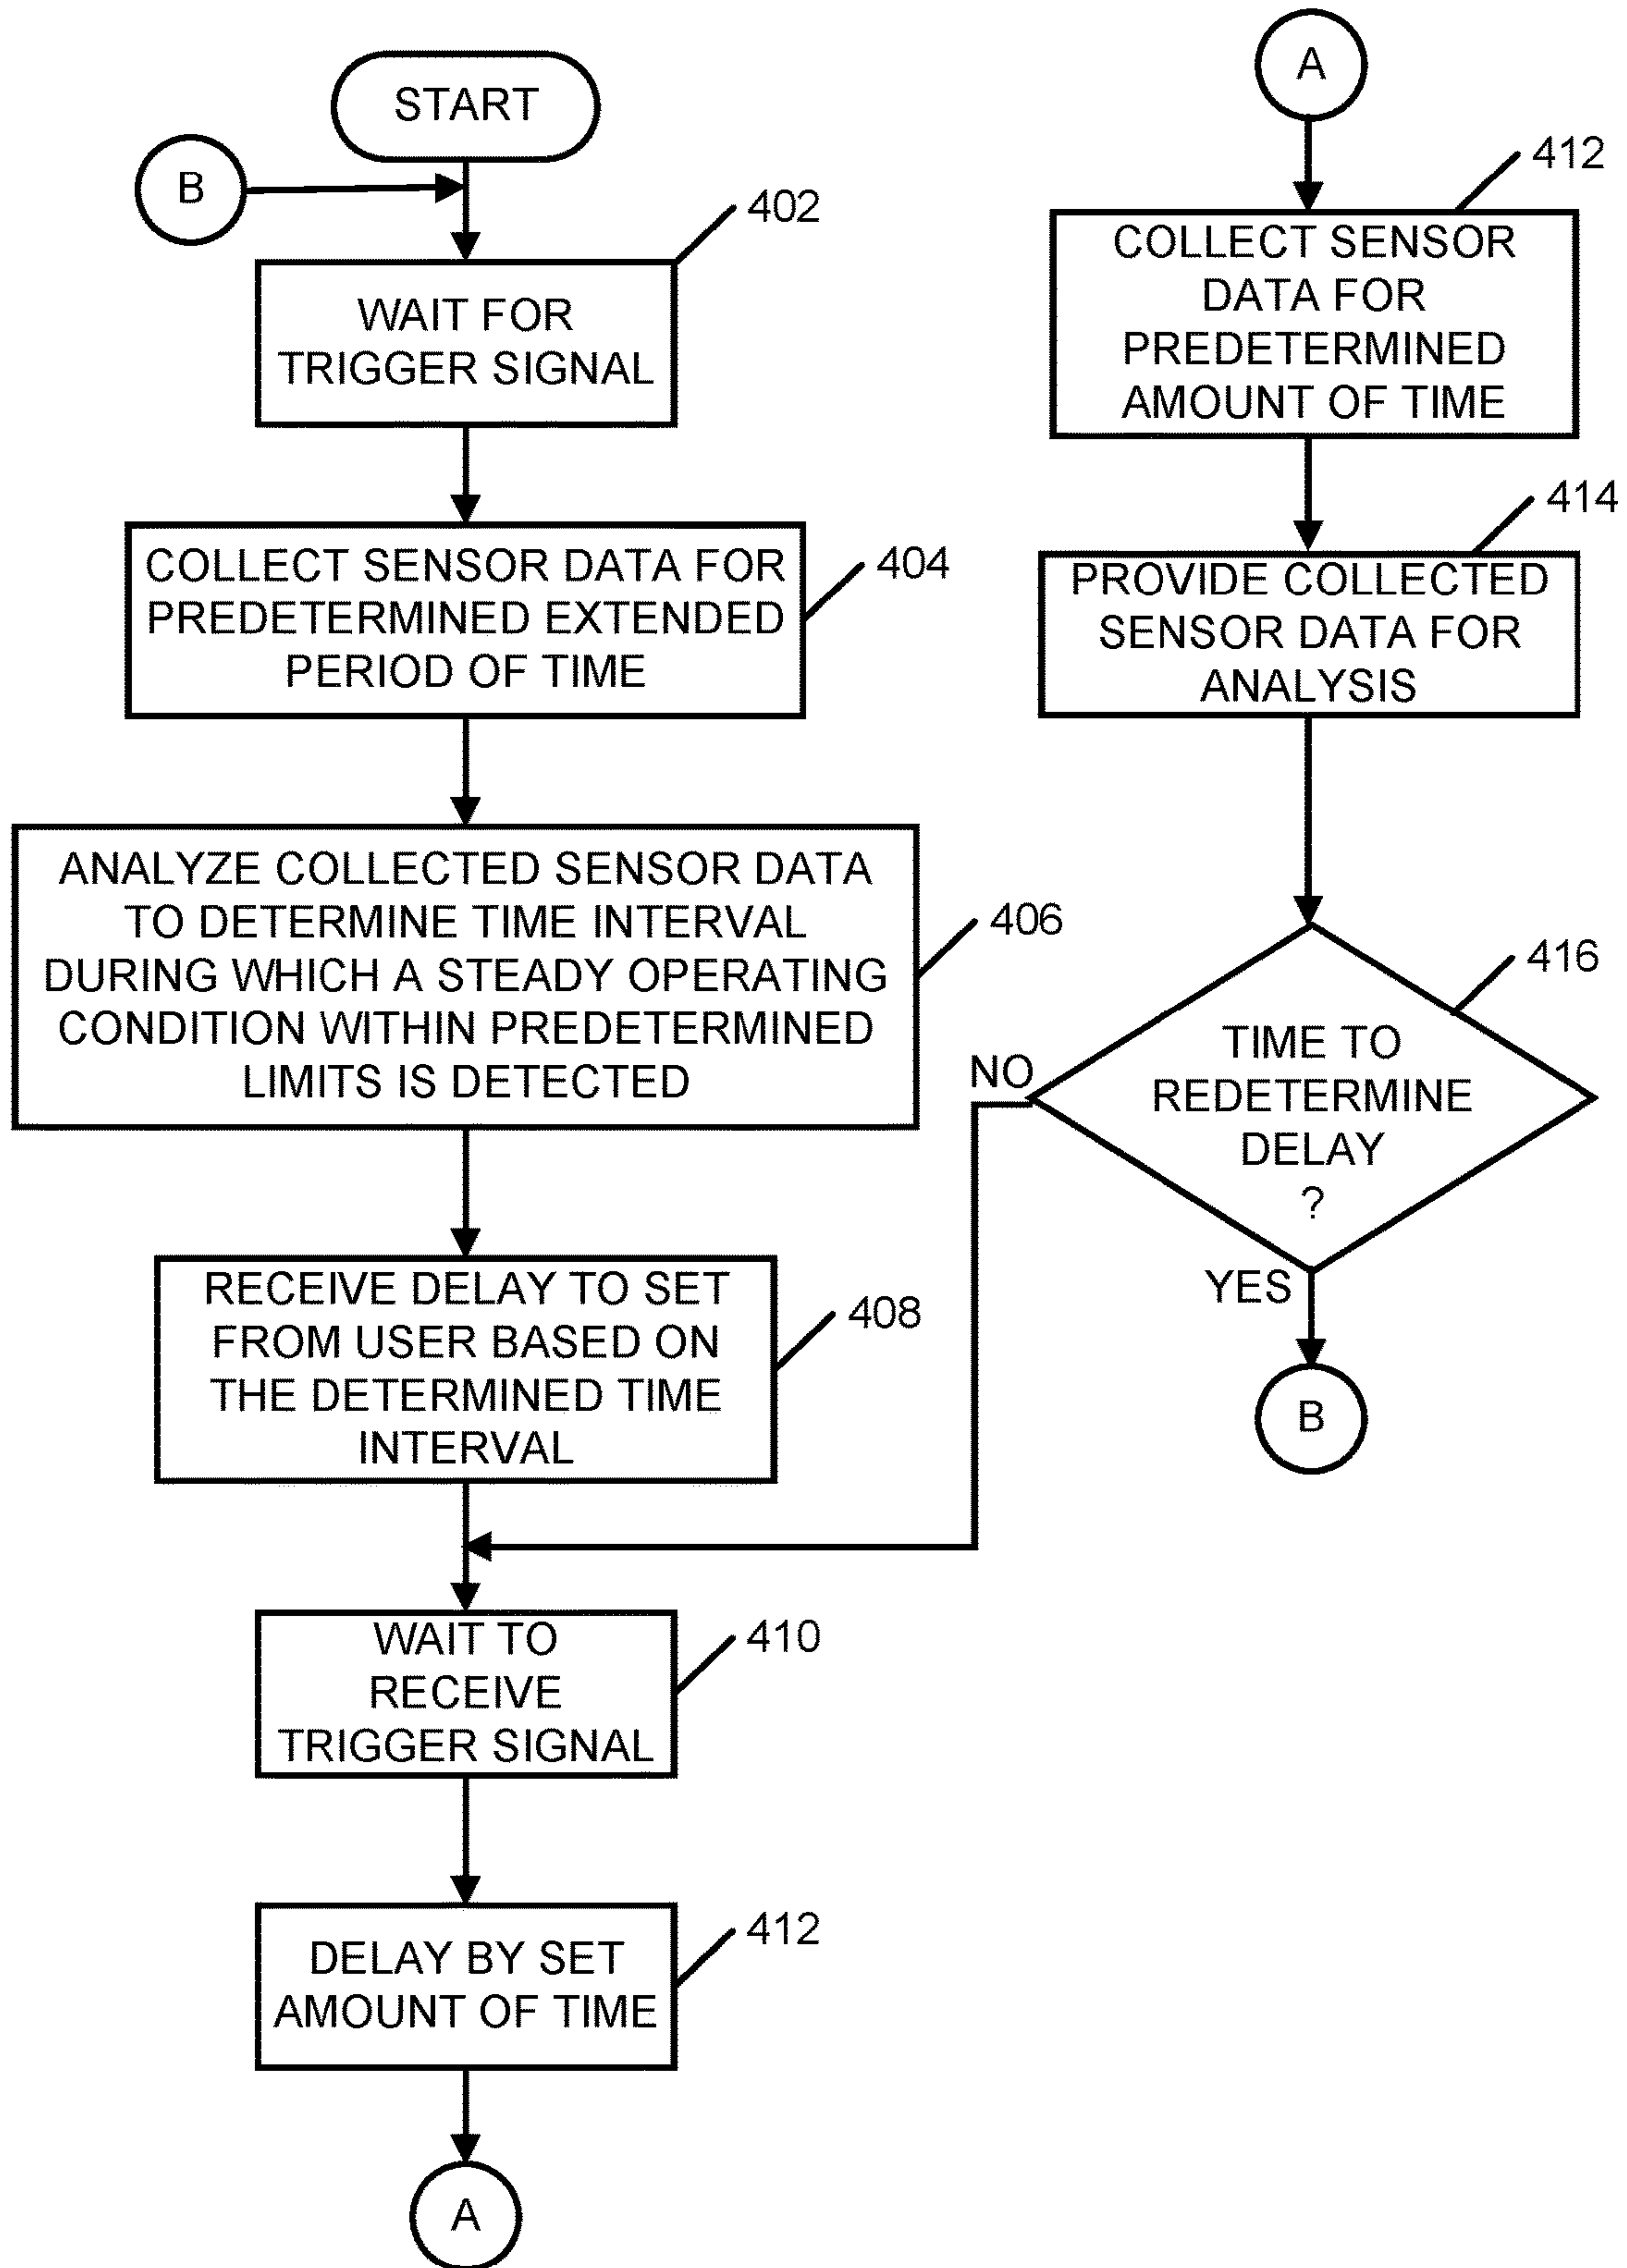 START
B
402
WAIT FOR
TRIGGER SIGNAL
404
COLLECT SENSOR DATA FOR
PREDETERMINED EXTENDED
PERIOD OF TIME
406
ANALYZE COLLECTED SENSOR DATA
TO DETERMINE TIME INTERVAL
DURING WHICH A STEADY OPERATING
CONDITION WITHIN PREDETERMINED
LIMITS IS DETECTED
408
RECEIVE DELAY TO SET
FROM USER BASED ON
THE DETERMINED TIME
INTERVAL
410
WAIT TO
RECEIVE
TRIGGER SIGNAL
412
DELAY BY SET
AMOUNT OF TIME
A
A
412
COLLECT SENSOR
DATA FOR
PREDETERMINED
AMOUNT OF TIME
414
PROVIDE COLLECTED
SENSOR DATA FOR
ANALYSIS
416
TIME TO
REDETERMINE
DELAY
?
NO
YES
B